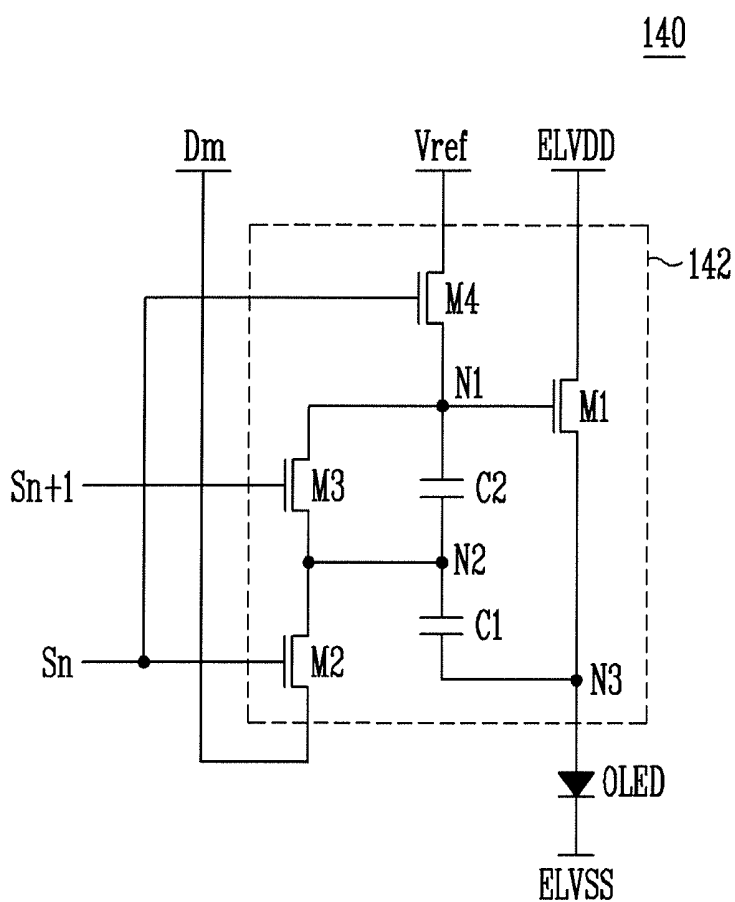 140
Dm
Vref
ELVDD
142
M4
N1
M1
Sn+1
M3
C2
N2
C1
Sn
M2
N3
OLED
ELVSS